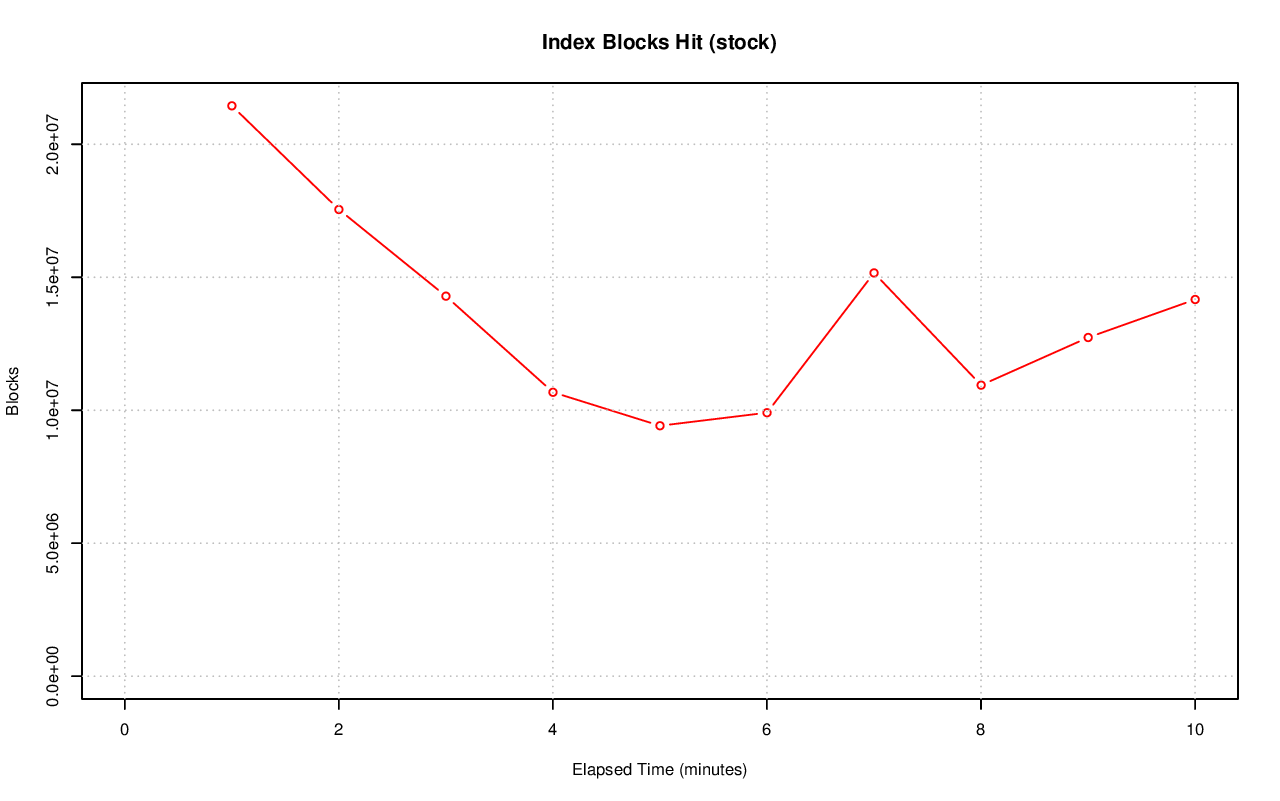 Index Blocks Hit (stock)
Blocks
2.0e+07
1.5e+07
1.0e+07
5.0e+06
0.0e+00
0 2 4 6 8 10
Elapsed Time (minutes)